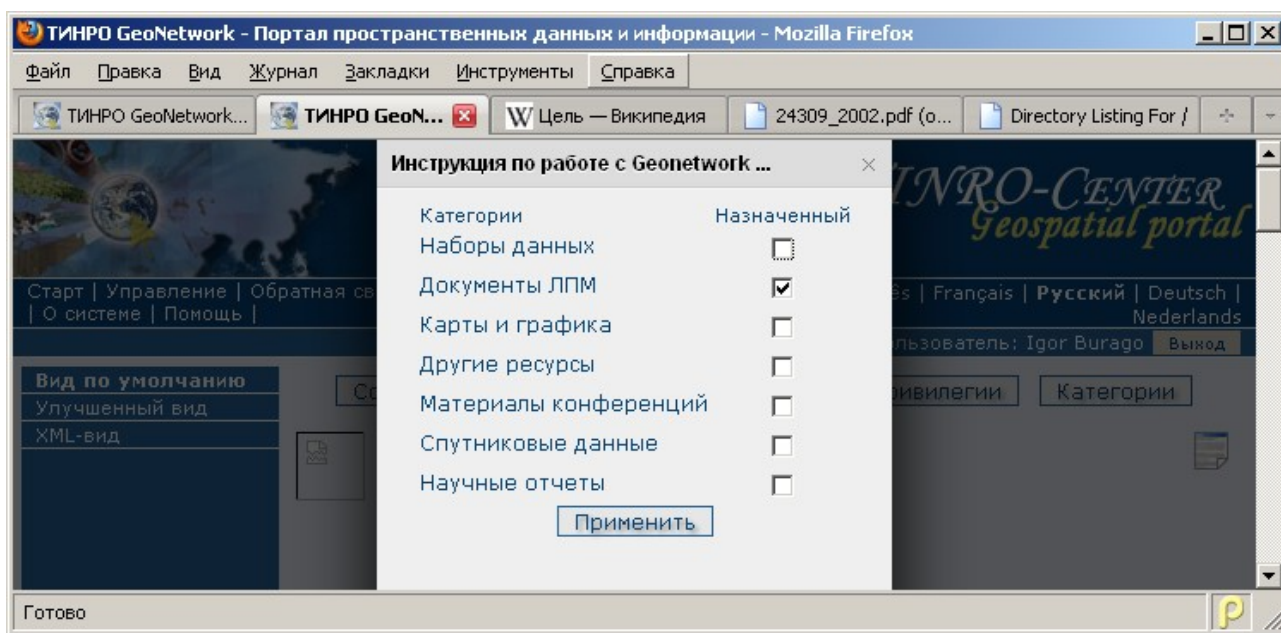 ТИНРО GeoNetwork - Портал пространственных данных и информации - Mozilla Firefox
Файл Правка Вид Журнал Закладки Инструменты Справка
ТИНРО GeoNetwork... ТИНРО GeoN... W Цель — Википедия 24309_2002.pdf (о... Directory Listing For /
Инструкция по работе с Geonetwork ...
INRO-CENTER
Geospatial portal
Категории Назначенный
Наборы данных
Документы ЛПМ
Карты и графика
Другие ресурсы
Материалы конференций
Спутниковые данные
Научные отчеты
Применить
Старт | Управление | Обратная св
| О системе | Помощь |
ês | Français | Русский | Deutsch |
Nederlands
льзователь: Igor Burago Выход
Вид по умолчанию
Улучшенный вид
XML-вид
Со
ривилегии Категории
Готово